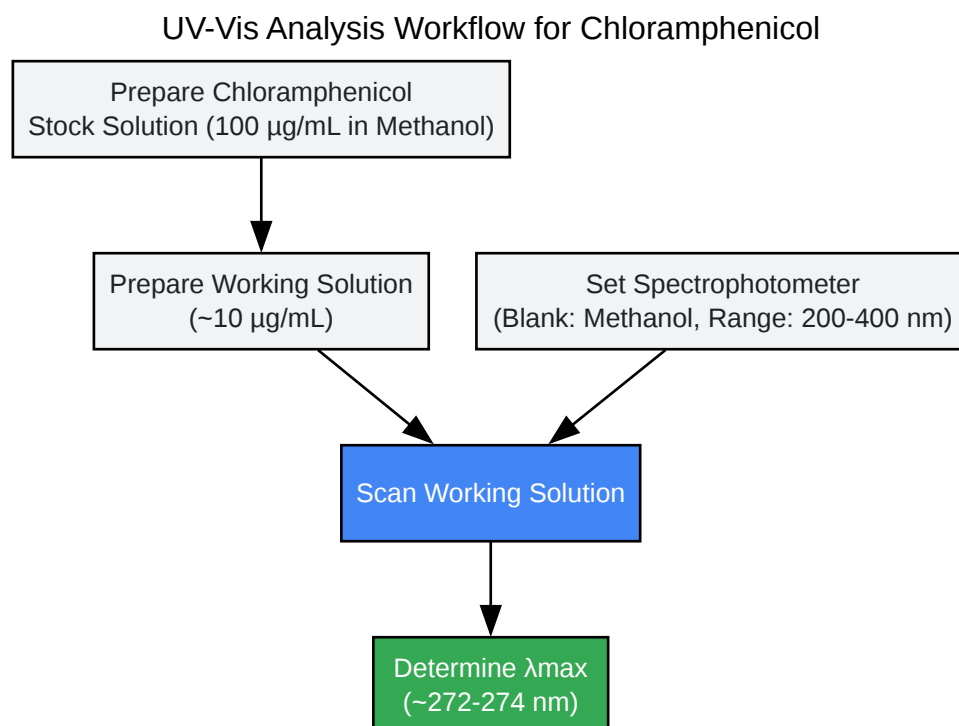 UV-Vis Analysis Workflow for Chloramphenicol
Prepare Chloramphenicol
Stock Solution (100 µg/mL in Methanol)
Prepare Working Solution
(~10 µg/mL)
Set Spectrophotometer
(Blank: Methanol, Range: 200-400 nm)
Scan Working Solution
Determine λmax
(~272-274 nm)